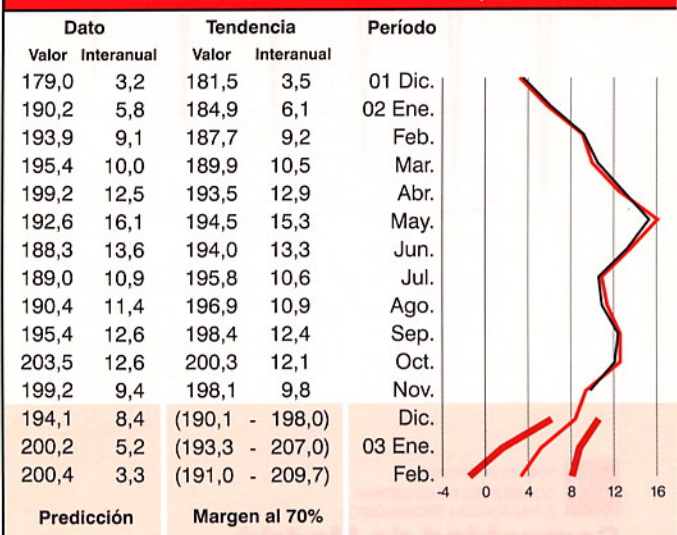 Dato Tendencia Período
Valor Interanual Valor Interanual
179,0 3,2 181,5 3,5 01 Dic.
190,2 5,8 184,9 6,1 02 Ene.
193,9 9,1 187,7 9,2 Feb.
195,4 10,0 189,9 10,5 Mar.
199,2 12,5 193,5 12,9 Abr.
192,6 16,1 194,5 15,3 May.
188,3 13,6 194,0 13,3 Jun.
189,0 10,9 195,8 10,6 Jul.
190,4 11,4 196,9 10,9 Ago.
195,4 12,6 198,4 12,4 Sep.
203,5 12,6 200,3 12,1 Oct.
199,2 9,4 198,1 9,8 Nov.
194,1 8,4 (190,1 - 198,0) Dic.
200,2 5,2 (193,3 - 207,0) 03 Ene.
200,4 3,3 (191,0 - 209,7) Feb.
-4 0 4 8 12 16
Predicción Margen al 70%